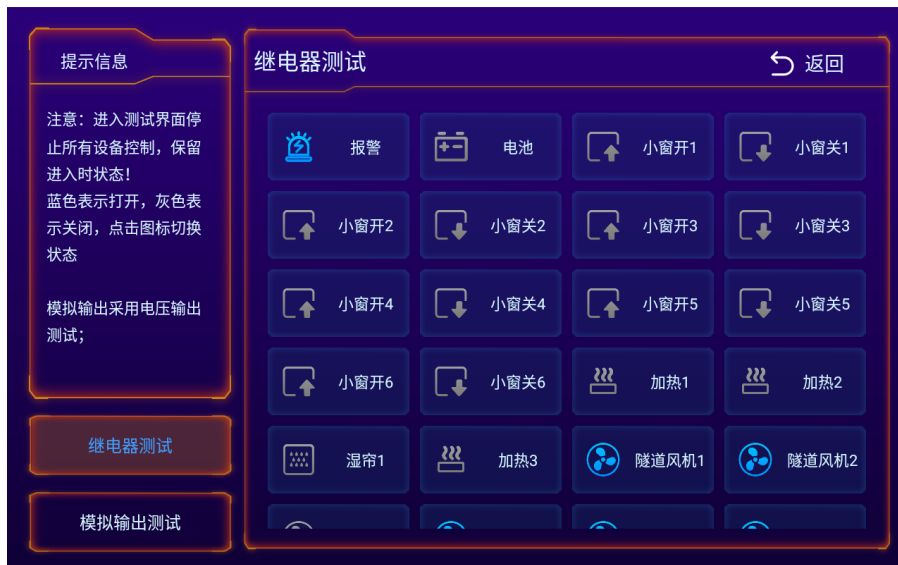 提示信息
注意：进入测试界面停
止所有设备控制，保留
进入时状态！
蓝色表示打开，灰色表
示关闭，点击图标切换
状态
模拟输出采用电压输出
测试；
继电器测试
模拟输出测试
继电器测试
返回
报警
电池
小窗开1
小窗关1
小窗开2
小窗关2
小窗开3
小窗关3
小窗开4
小窗关4
小窗开5
小窗关5
小窗开6
小窗关6
加热1
加热2
湿帘1
加热3
隧道风机1
隧道风机2